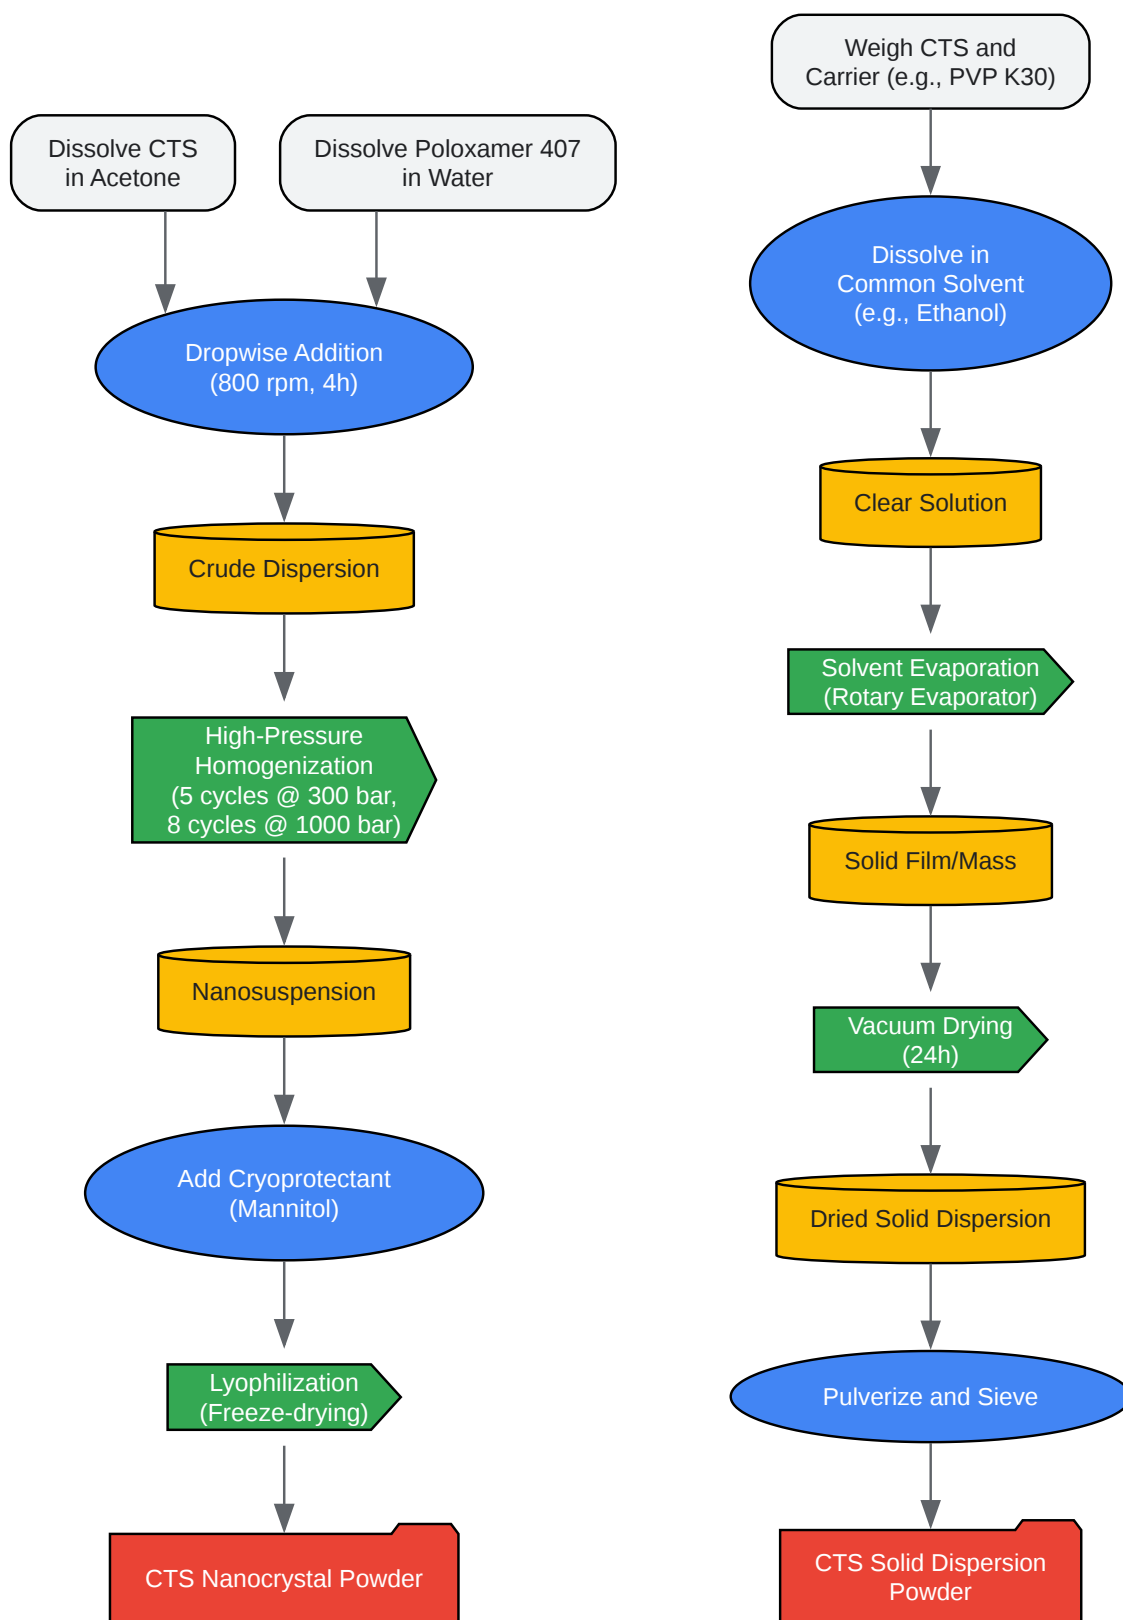 Dissolve CTS
in Acetone
Dissolve Poloxamer 407
in Water
Dropwise Addition
(800 rpm, 4h)
Crude Dispersion
High-Pressure
Homogenization
(5 cycles @ 300 bar,
8 cycles @ 1000 bar)
Nanosuspension
Add Cryoprotectant
(Mannitol)
Lyophilization
(Freeze-drying)
CTS Nanocrystal Powder
Weigh CTS and
Carrier (e.g., PVP K30)
Dissolve in
Common Solvent
(e.g., Ethanol)
Clear Solution
Solvent Evaporation
(Rotary Evaporator)
Solid Film/Mass
Vacuum Drying
(24h)
Dried Solid Dispersion
Pulverize and Sieve
CTS Solid Dispersion
Powder